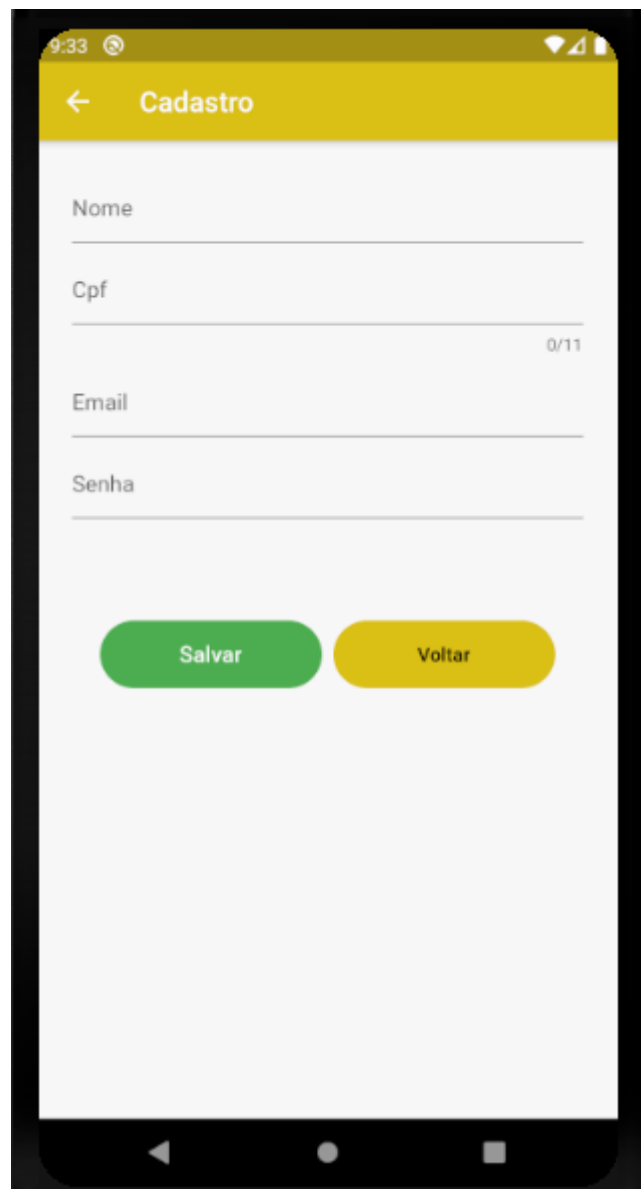 9:33
Cadastro
Nome
Cpf
0/11
Email
Senha
Salvar
Voltar